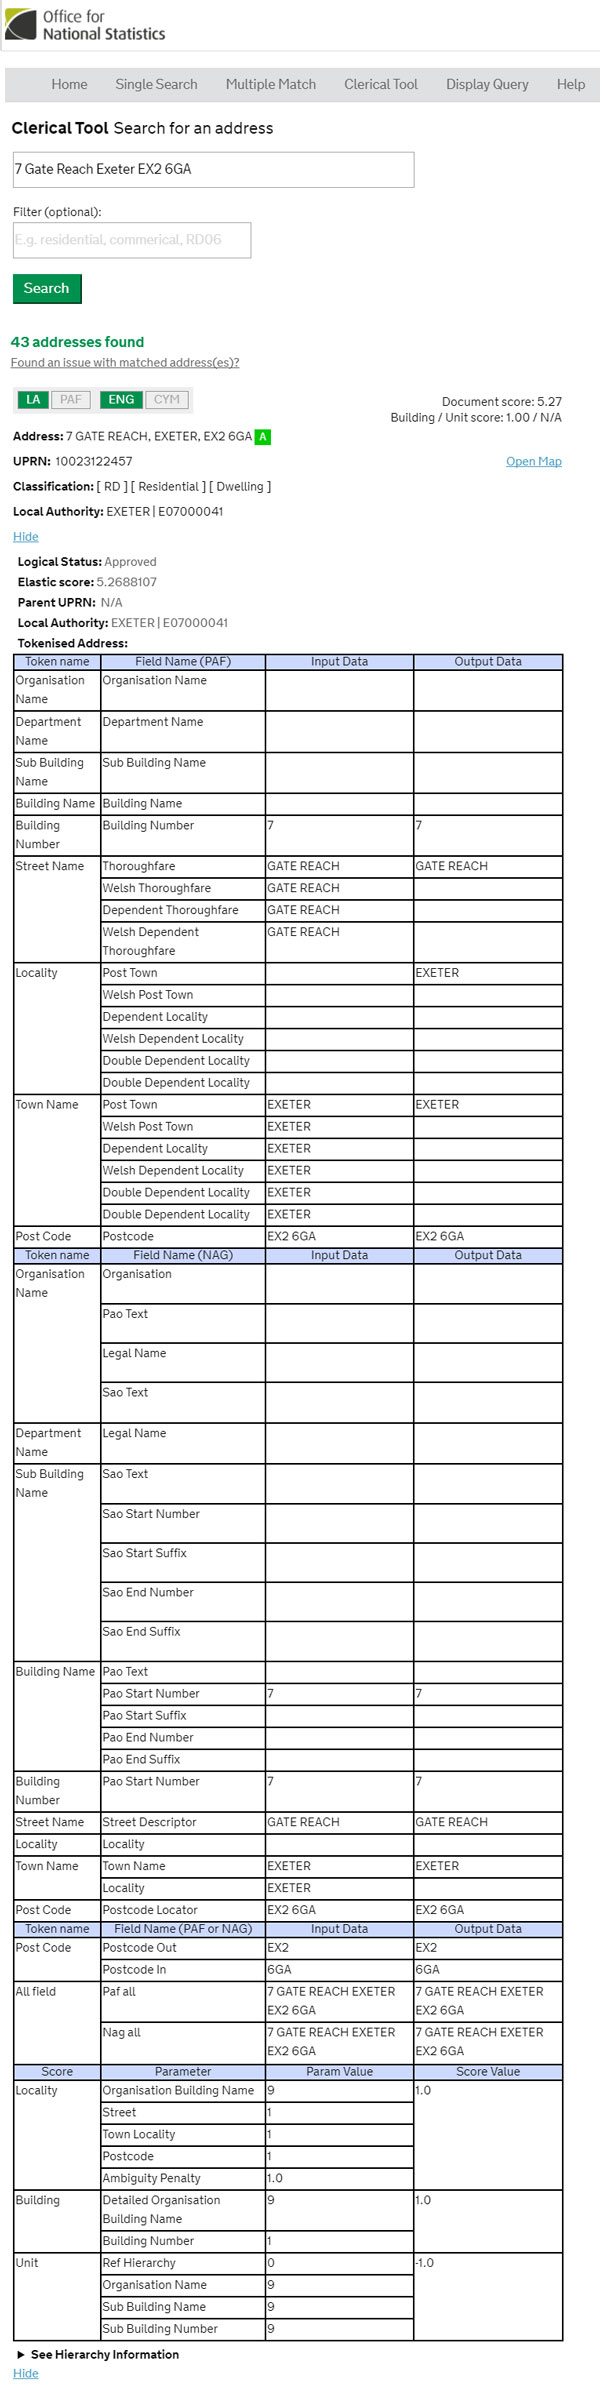 Office for
National Statistics
Home Single Search Multiple Match Clerical Tool Display Query Help
Clerical Tool Search for an address
7 Gate Reach Exeter EX2 6GA
Filter (optional):
E.g. residential, commerical, RD06
Search
43 addresses found
Found an issue with matched address(es)?
LA PAF ENG CYM
Document score: 5.27
Building / Unit score: 1.00 / N/A
Address: 7 GATE REACH, EXETER, EX2 6GA A
UPRN: 10023122457 Open Map
Classification: [ RD ] [ Residential ] [ Dwelling ]
Local Authority: EXETER | E07000041
Hide
Logical Status: Approved
Elastic score: 5.2688107
Parent UPRN: N/A
Local Authority: EXETER | E07000041
Tokenised Address:
Token name Field Name (PAF) Input Data Output Data
Organisation Organisation Name
Name
Department Department Name
Name
Sub Building Sub Building Name
Name
Building Name Building Name
Building Building Number 7 7
Number
Street Name Thoroughfare GATE REACH GATE REACH
Welsh Thoroughfare GATE REACH
Dependent Thoroughfare GATE REACH
Welsh Dependent GATE REACH
Thoroughfare
Locality Post Town EXETER
Welsh Post Town
Dependent Locality
Welsh Dependent Locality
Double Dependent Locality
Double Dependent Locality
Town Name Post Town EXETER EXETER
Welsh Post Town EXETER
Dependent Locality EXETER
Welsh Dependent Locality EXETER
Double Dependent Locality EXETER
Double Dependent Locality EXETER
Post Code Postcode EX2 6GA EX2 6GA
Token name Field Name (NAG) Input Data Output Data
Organisation Organisation
Name
Pao Text
Legal Name
Sao Text
Department Legal Name
Name
Sub Building Sao Text
Name
Sao Start Number
Sao Start Suffix
Sao End Number
Sao End Suffix
Building Name Pao Text
Pao Start Number 7 7
Pao Start Suffix
Pao End Number
Pao End Suffix
Building Pao Start Number 7 7
Number
Street Name Street Descriptor GATE REACH GATE REACH
Locality Locality
Town Name Town Name EXETER EXETER
Locality EXETER
Post Code Postcode Locator EX2 6GA EX2 6GA
Token name Field Name (PAF or NAG) Input Data Output Data
Post Code Postcode Out EX2 EX2
Postcode In 6GA 6GA
All field Paf all 7 GATE REACH EXETER 7 GATE REACH EXETER
EX2 6GA EX2 6GA
Nag all 7 GATE REACH EXETER 7 GATE REACH EXETER
EX2 6GA EX2 6GA
Score Parameter Param Value Score Value
Locality Organisation Building Name 9 1.0
Street 1
Town Locality 1
Postcode 1
Ambiguity Penalty 1.0
Building Detailed Organisation 9 1.0
Building Name
Building Number 1
Unit Ref Hierarchy 0 -1.0
Organisation Name 9
Sub Building Name 9
Sub Building Number 9
► See Hierarchy Information
Hide